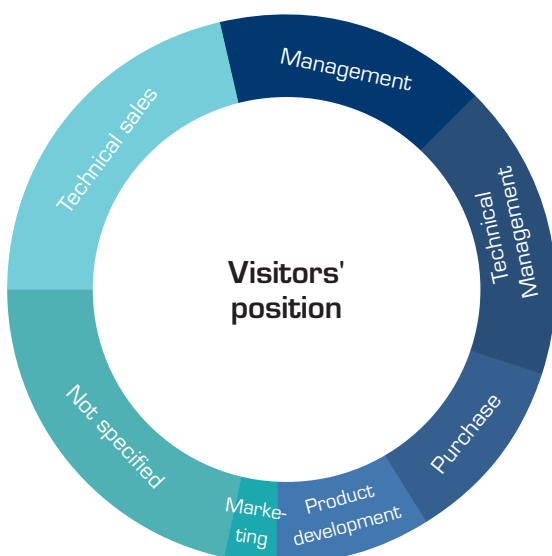 Visitors'
position
Management
Technical
Management
Purchase
Product
development
Marke-
ting
Not specified
Technical sales